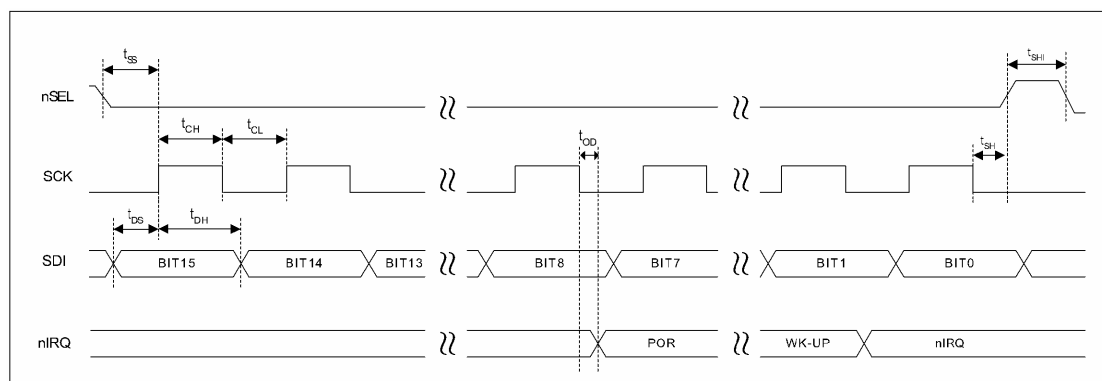 tSS
tSHI
nSEL
tCH
tCL
tOD
tSH
SCK
tDS
tDH
SDI
BIT15
BIT14
BIT13
BIT8
BIT7
BIT1
BIT0
nIRQ
POR
WK-UP
nIRQ